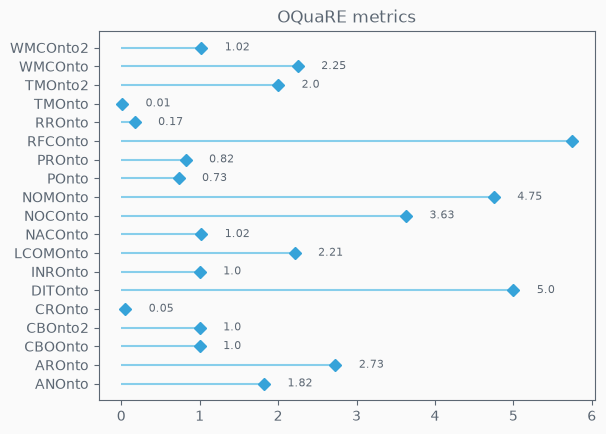 OQuaRE metrics
WMCOnto2 1.02
WMCOnto 2.25
TMOnto2 2.0
TMOnto 0.01
RROnto 0.17
RFCOnto
PROnto 0.82
POnto 0.73
NOMOnto 4.75
NOCOnto 3.63
NACOnto 1.02
LCOMOnto 2.21
INROnto 1.0
DITOnto 5.0
CROnto 0.05
CBOnto2 1.0
CBOOnto 1.0
AROnto 2.73
ANOnto 1.82
0 1 2 3 4 5 6